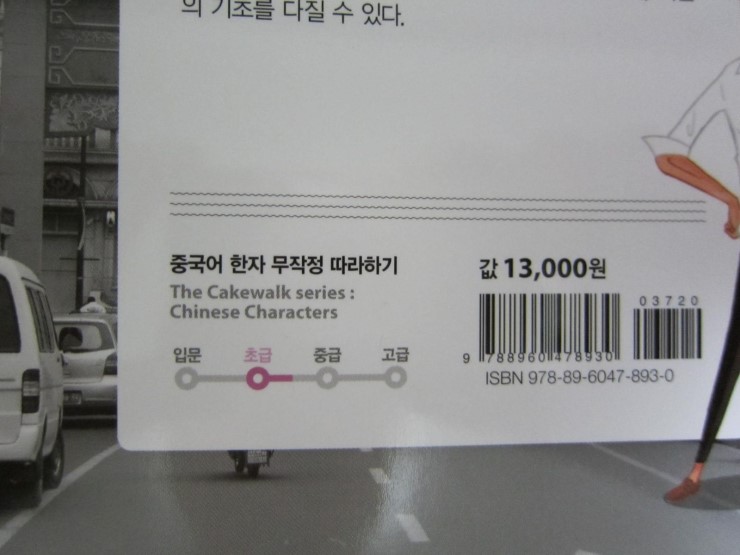 의 기초를 다질 수 있다.
중국어 한자 무작정 따라하기
The Cakewalk series :
Chinese Characters
입문 초급 중급 고급
값 13,000원
03720
9 788960 478930
ISBN 978-89-6047-893-0